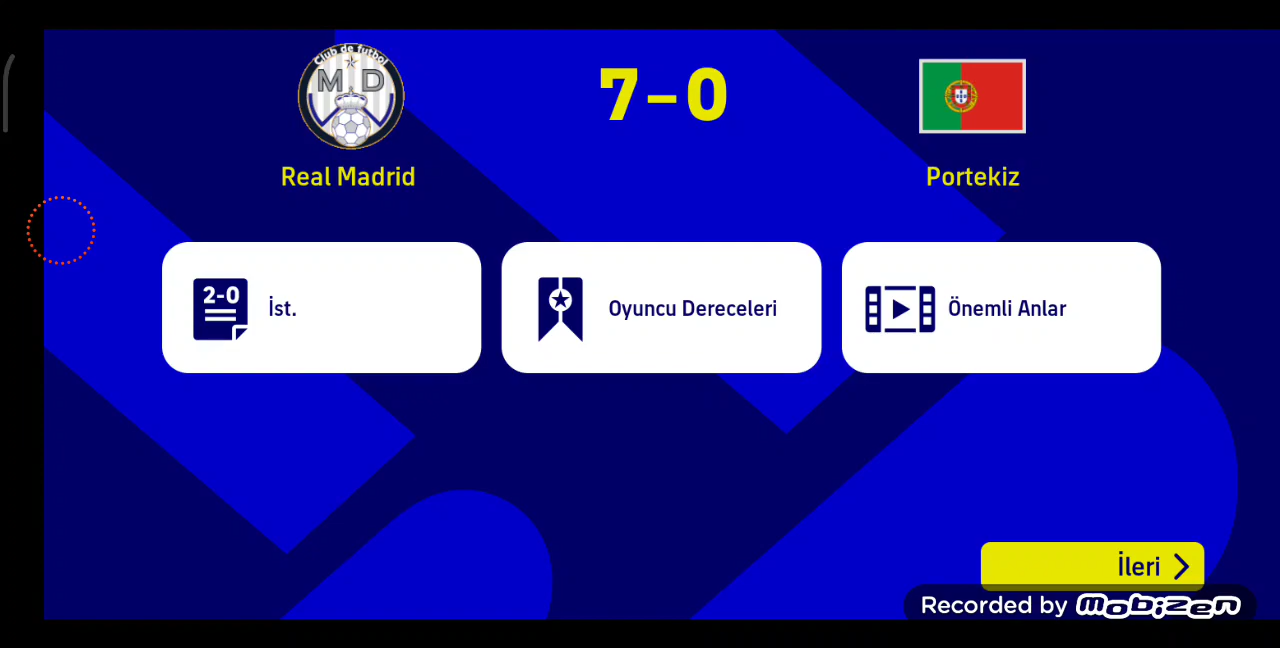 Club de futbol
M D
7-0
Real Madrid
Portekiz
2-0
İst.
Oyuncu Dereceleri
Önemli Anlar
İleri
Recorded by mobizen